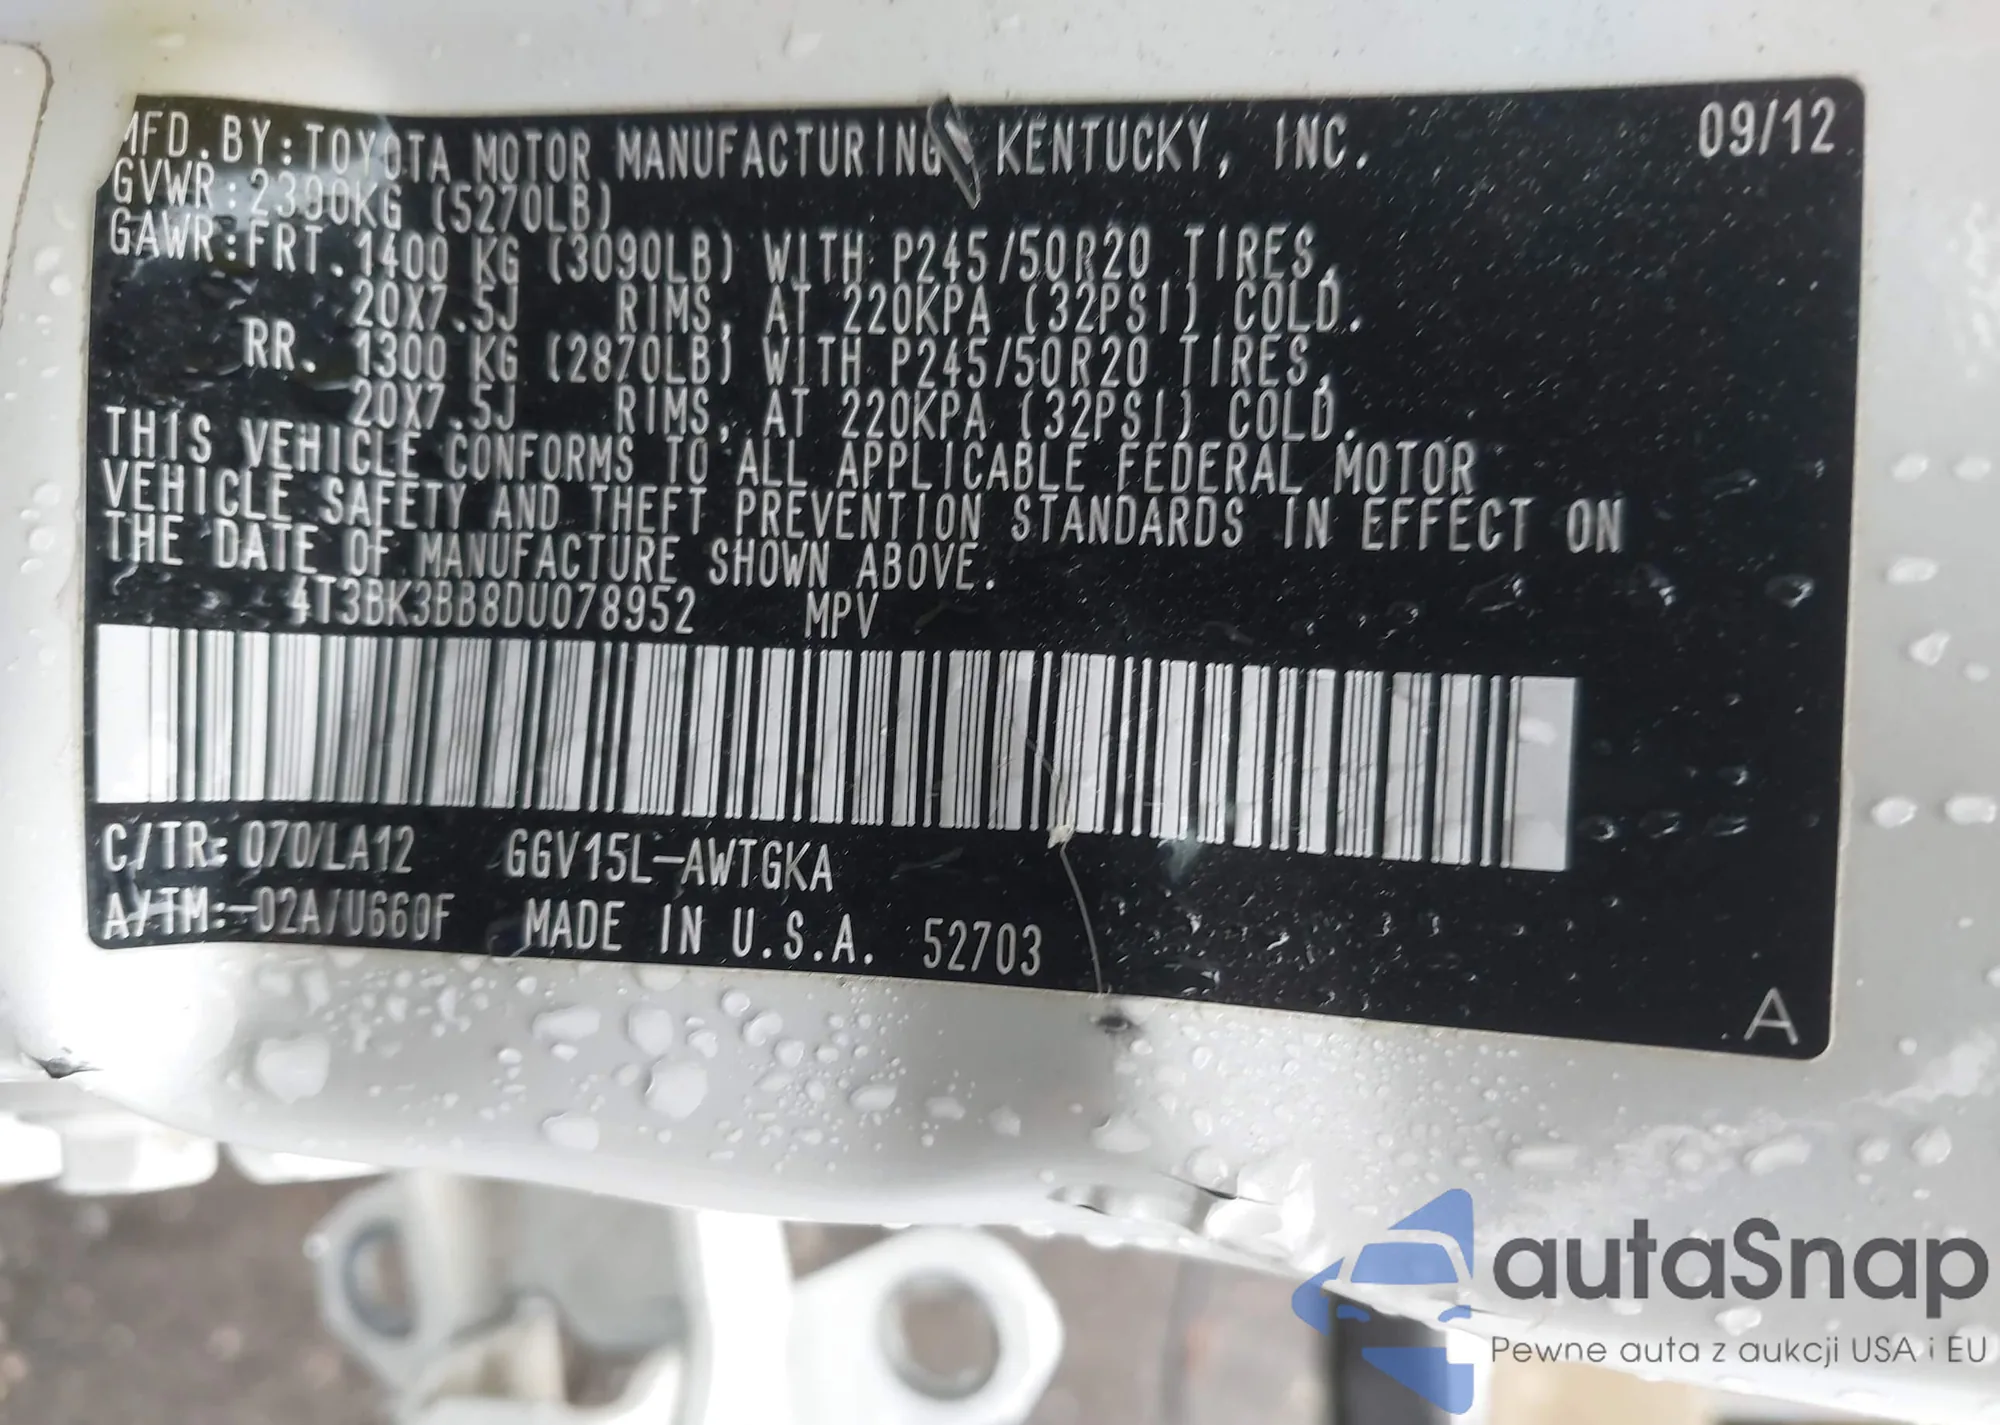 MFD. BY: TOYOTA MOTOR MANUFACTURING KENTUCKY, INC. 09/12
GVWR: 2390KG (5270LB)
GAWR: FRT. 1400 KG (3090LB) WITH P245/50R20 TIRES,
20X7.5J RIMS, AT 220KPA (32PSI) COLD.
RR. 1300 KG (2870LB) WITH P245/50R20 TIRES,
20X7.5J RIMS, AT 220KPA (32PSI) COLD.
THIS VEHICLE CONFORMS TO ALL APPLICABLE FEDERAL MOTOR
VEHICLE SAFETY AND THEFT PREVENTION STANDARDS IN EFFECT ON
THE DATE OF MANUFACTURE SHOWN ABOVE.
4T3BK3BB8DU078952 MPV
C/TR: 070/LA12 GGV15L-AWTGKA
A/TM: -02A/U660F MADE IN U.S.A. 52703
A
autaSnap
Pewne auta z aukcji USA i EU